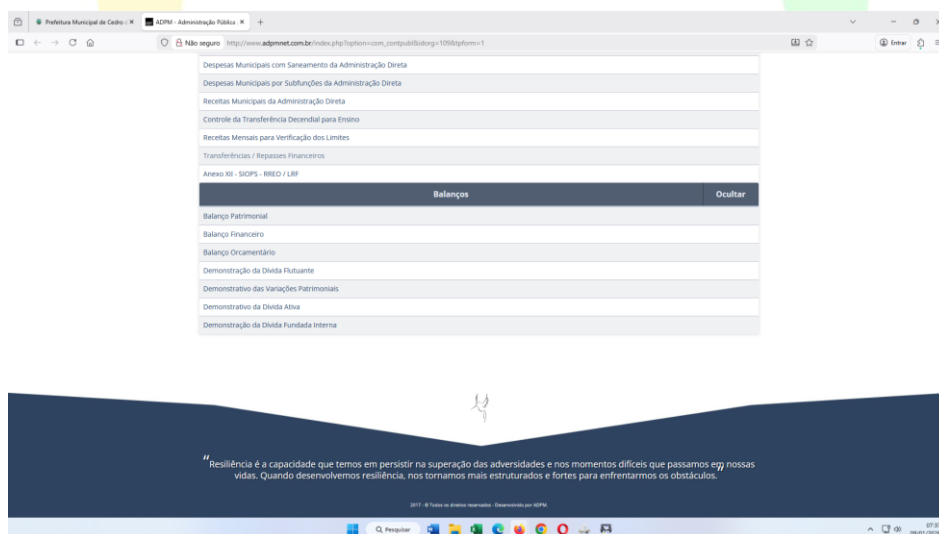 Prefeitura Municipal de Cedro d
ADPM - Administração Pública
Não seguro http://www.adpmnet.com.br/index.php?option=com_contpubl&idorg=109&tpform=1
Entrar
Despesas Municipais com Saneamento da Administração Direta
Despesas Municipais por Subfunções da Administração Direta
Receitas Municipais da Administração Direta
Controle da Transferência Decendial para Ensino
Receitas Mensais para Verificação dos Limites
Transferências / Repasses Financeiros
Anexo XII - SIOPS - RREO / LRF
Balanços Ocultar
Balanço Patrimonial
Balanço Financeiro
Balanço Orcamentário
Demonstração da Dívida Flutuante
Demonstrativo das Variações Patrimoniais
Demonstrativo da Dívida Ativa
Demonstração da Dívida Fundada Interna
"Resiliência é a capacidade que temos em persistir na superação das adversidades e nos momentos difíceis que passamos em nossas
vidas. Quando desenvolvemos resiliência, nos tornamos mais estruturados e fortes para enfrentarmos os obstáculos."
2017 - © Todos os direitos reservados - Desenvolvido por ADPM.
Pesquisar